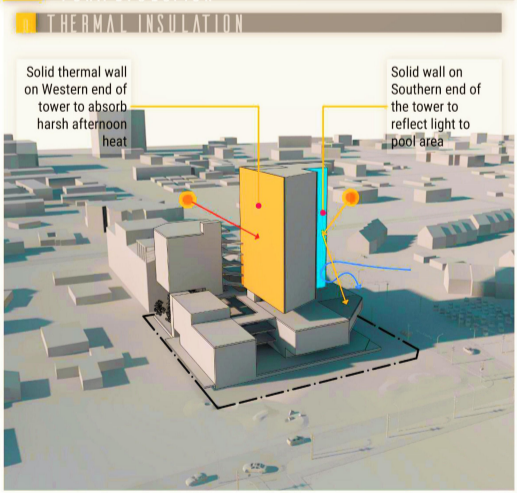 THERMAL INSULATION
Solid thermal wall
on Western end of
tower to absorb
harsh afternoon
heat
Solid wall on
Southern end of
the tower to
reflect light to
pool area